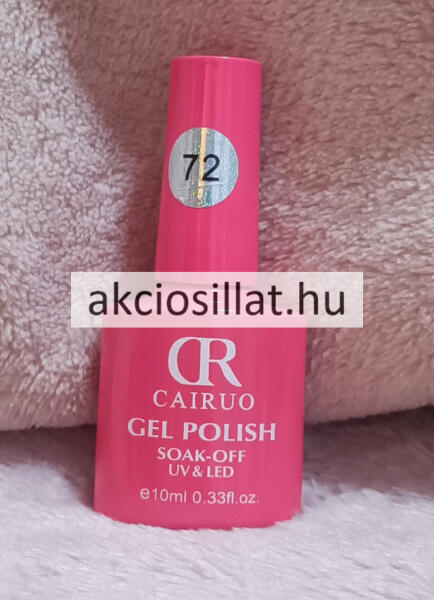 72
akciosillat.hu
CR
CAIRUO
GEL POLISH
SOAK-OFF
UV & LED
℮10ml 0.33fl.oz.